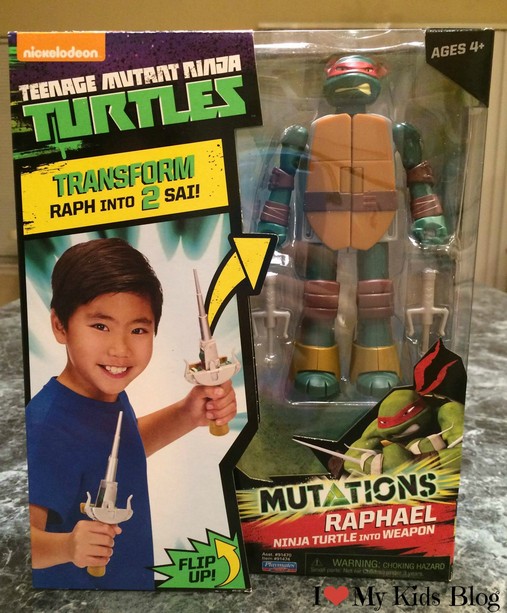 nickelodeon
TEENAGE MUTANT NINJA
TURTLES
TRANSFORM
RAPH INTO 2 SAI!
AGES 4+
FLIP
UP!
MUTATIONS
RAPHAEL
NINJA TURTLE INTO WEAPON
Playmates
WARNING: CHOKING HAZARD
I ❤ My Kids Blog